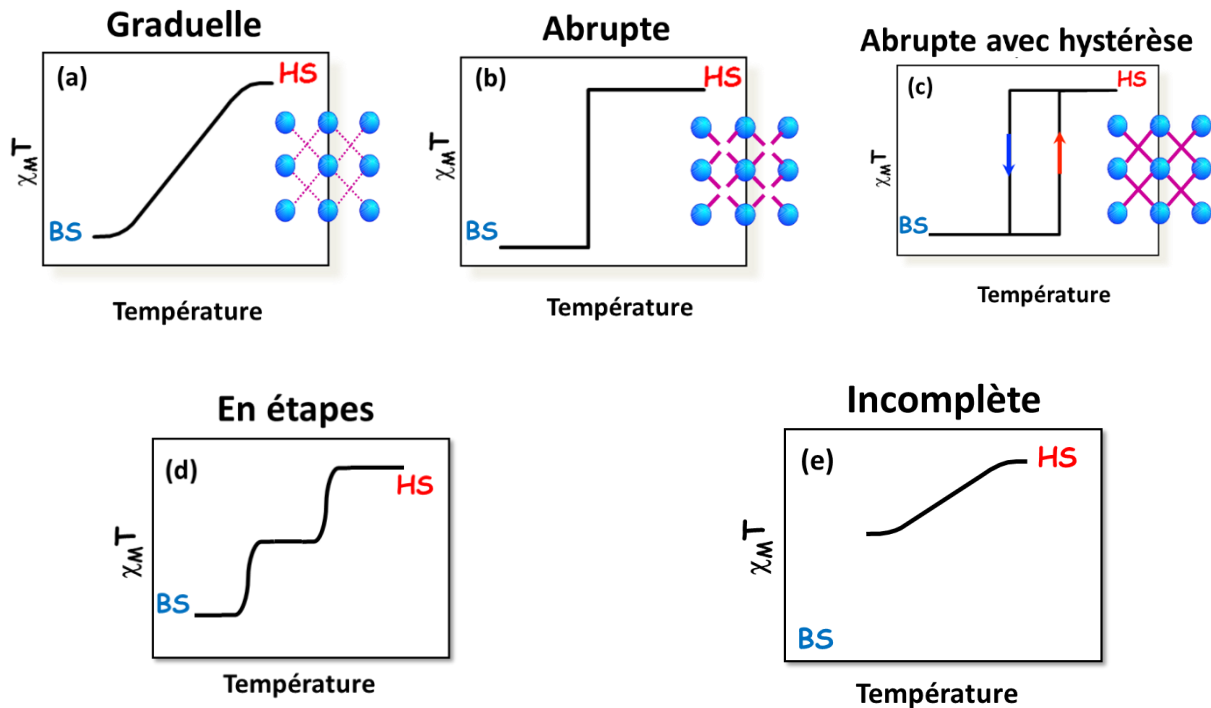 Graduelle
(a)
HS
χMT
BS
Température
Abrupte
(b)
HS
χMT
Température
Abrupte avec hystérèse
(c)
HS
χMT
BS
Température
En étapes
(d)
HS
χMT
BS
Température
Incomplète
(e)
HS
χMT
BS
Température